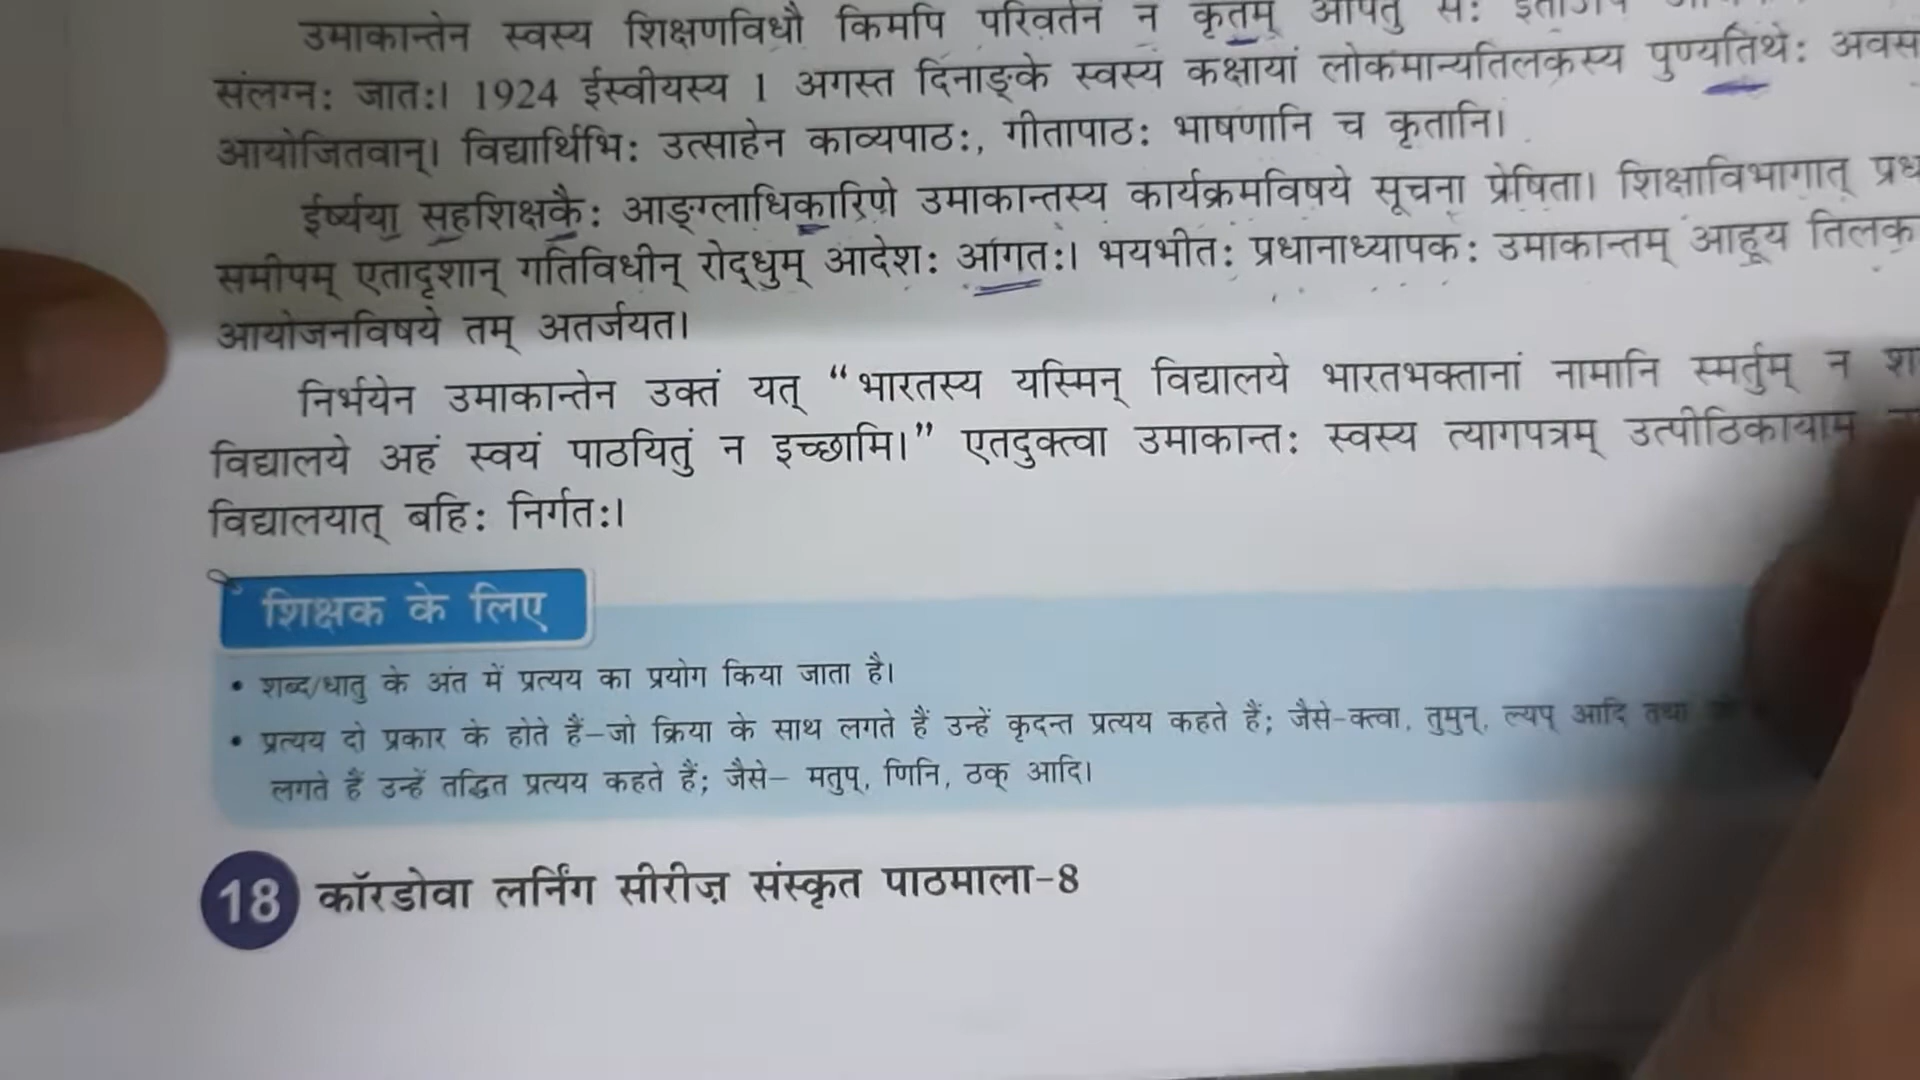 उमाकान्तेन स्वस्य शिक्षणविधौ किमपि परिवर्तनं न कृतम् अपितु सः
संलग्नः जातः। 1924 ईस्वीयस्य 1 अगस्त दिनाङ्के स्वस्य कक्षायां लोकमान्यतिलकस्य पुण्यतिथेः
आयोजितवान्। विद्यार्थिभिः उत्साहेन काव्यपाठः, गीतापाठः भाषणानि च कृतानि।
ईर्ष्यया सहशिक्षकैः आङ्ग्लाधिकारिणे उमाकान्तस्य कार्यक्रमविषये सूचना प्रेषिता। शिक्षाविभागात्
समीपम् एतादृशान् गतिविधीन् रोद्धुम् आदेशः आगतः। भयभीतः प्रधानाध्यापकः उमाकान्तम् आहूय तिलक
आयोजनविषये तम् अतर्जयत।
निर्भयेन उमाकान्तेन उक्तं यत् “भारतस्य यस्मिन् विद्यालये भारतभक्तानां नामानि स्मर्तुम् न
विद्यालये अहं स्वयं पाठयितुं न इच्छामि।” एतदुक्त्वा उमाकान्तः स्वस्य त्यागपत्रम् उत्पीठिकायाम
विद्यालयात् बहिः निर्गतः।
शिक्षक के लिए
• शब्द/धातु के अंत में प्रत्यय का प्रयोग किया जाता है।
• प्रत्यय दो प्रकार के होते हैं–जो क्रिया के साथ लगते हैं उन्हें कृदन्त प्रत्यय कहते हैं; जैसे–क्त्वा, तुमुन्, ल्यप् आदि तथा
लगते हैं उन्हें तद्धित प्रत्यय कहते हैं; जैसे– मतुप्, णिनि, ठक् आदि।
18 कॉरडोवा लर्निंग सीरीज़ संस्कृत पाठमाला-8